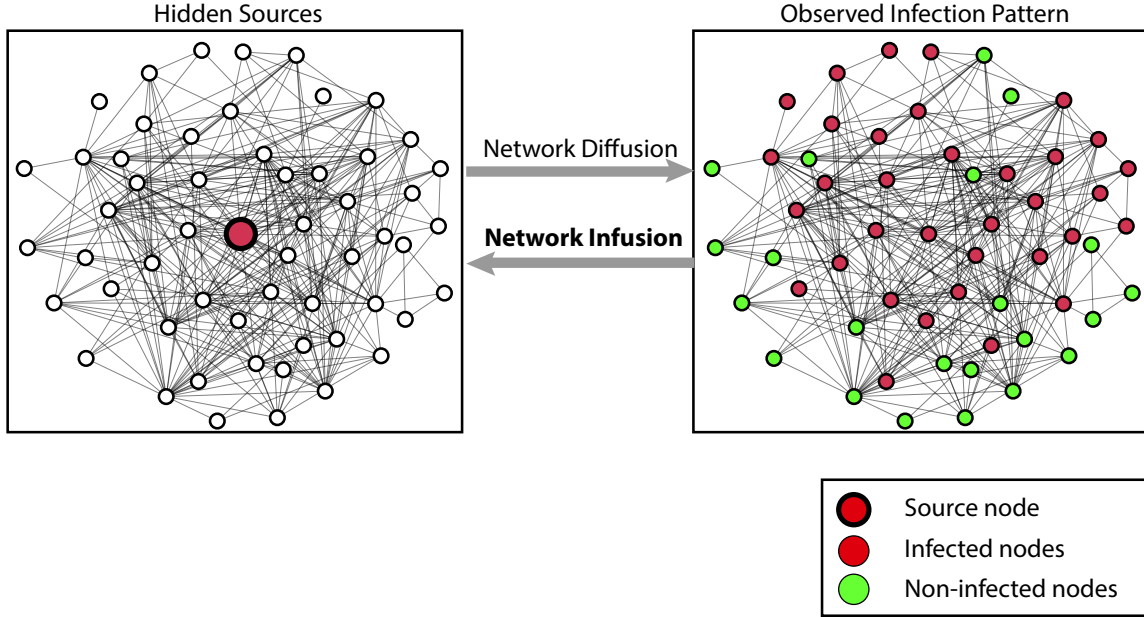 Hidden Sources
Observed Infection Pattern
Network Diffusion
Network Infusion
Source node
Infected nodes
Non-infected nodes